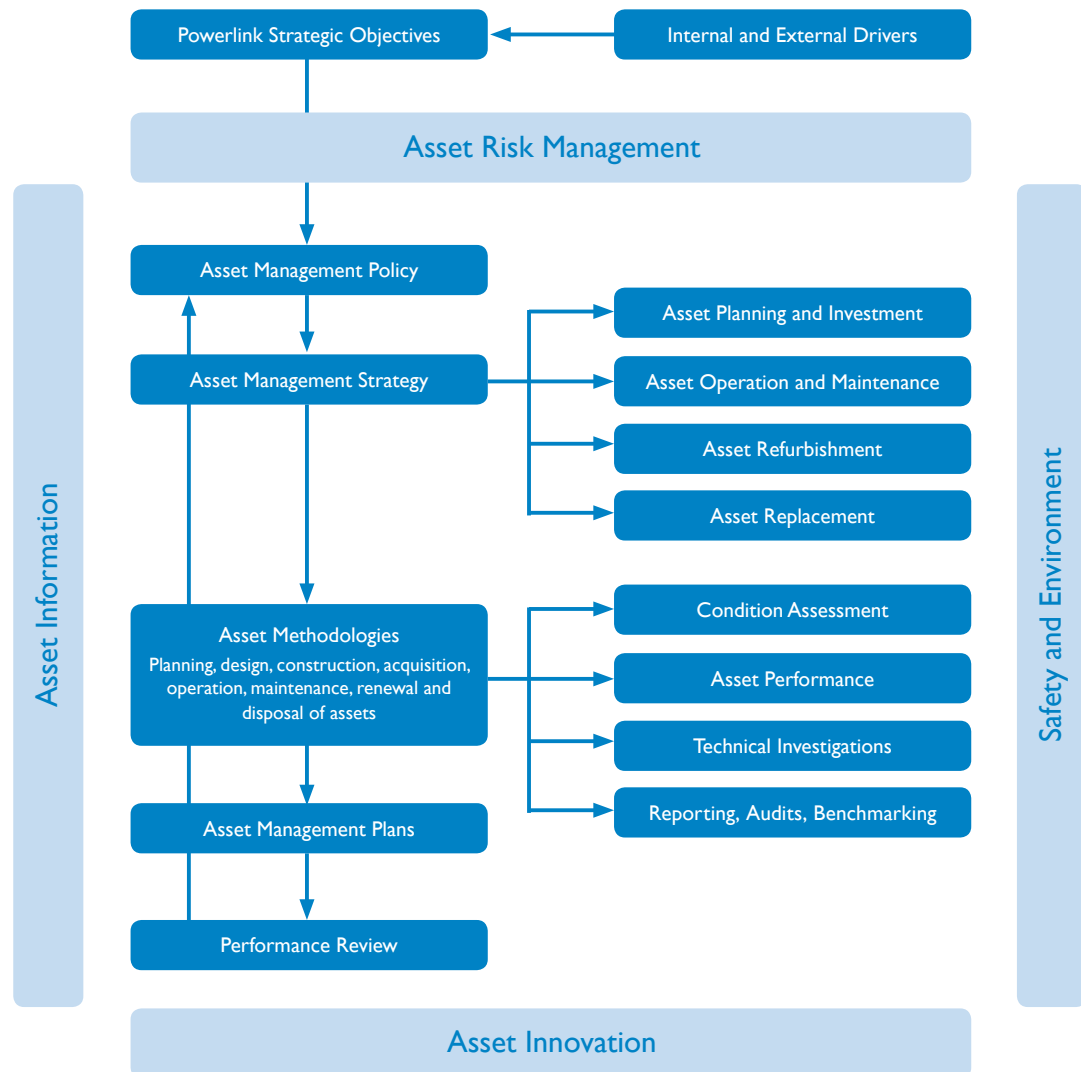 Powerlink Strategic Objectives
Internal and External Drivers
Asset Risk Management
Asset Information
Safety and Environment
Asset Management Policy
Asset Management Strategy
Asset Planning and Investment
Asset Operation and Maintenance
Asset Refurbishment
Asset Replacement
Asset Methodologies
Planning, design, construction, acquisition,
operation, maintenance, renewal and
disposal of assets
Condition Assessment
Asset Performance
Technical Investigations
Reporting, Audits, Benchmarking
Asset Management Plans
Performance Review
Asset Innovation